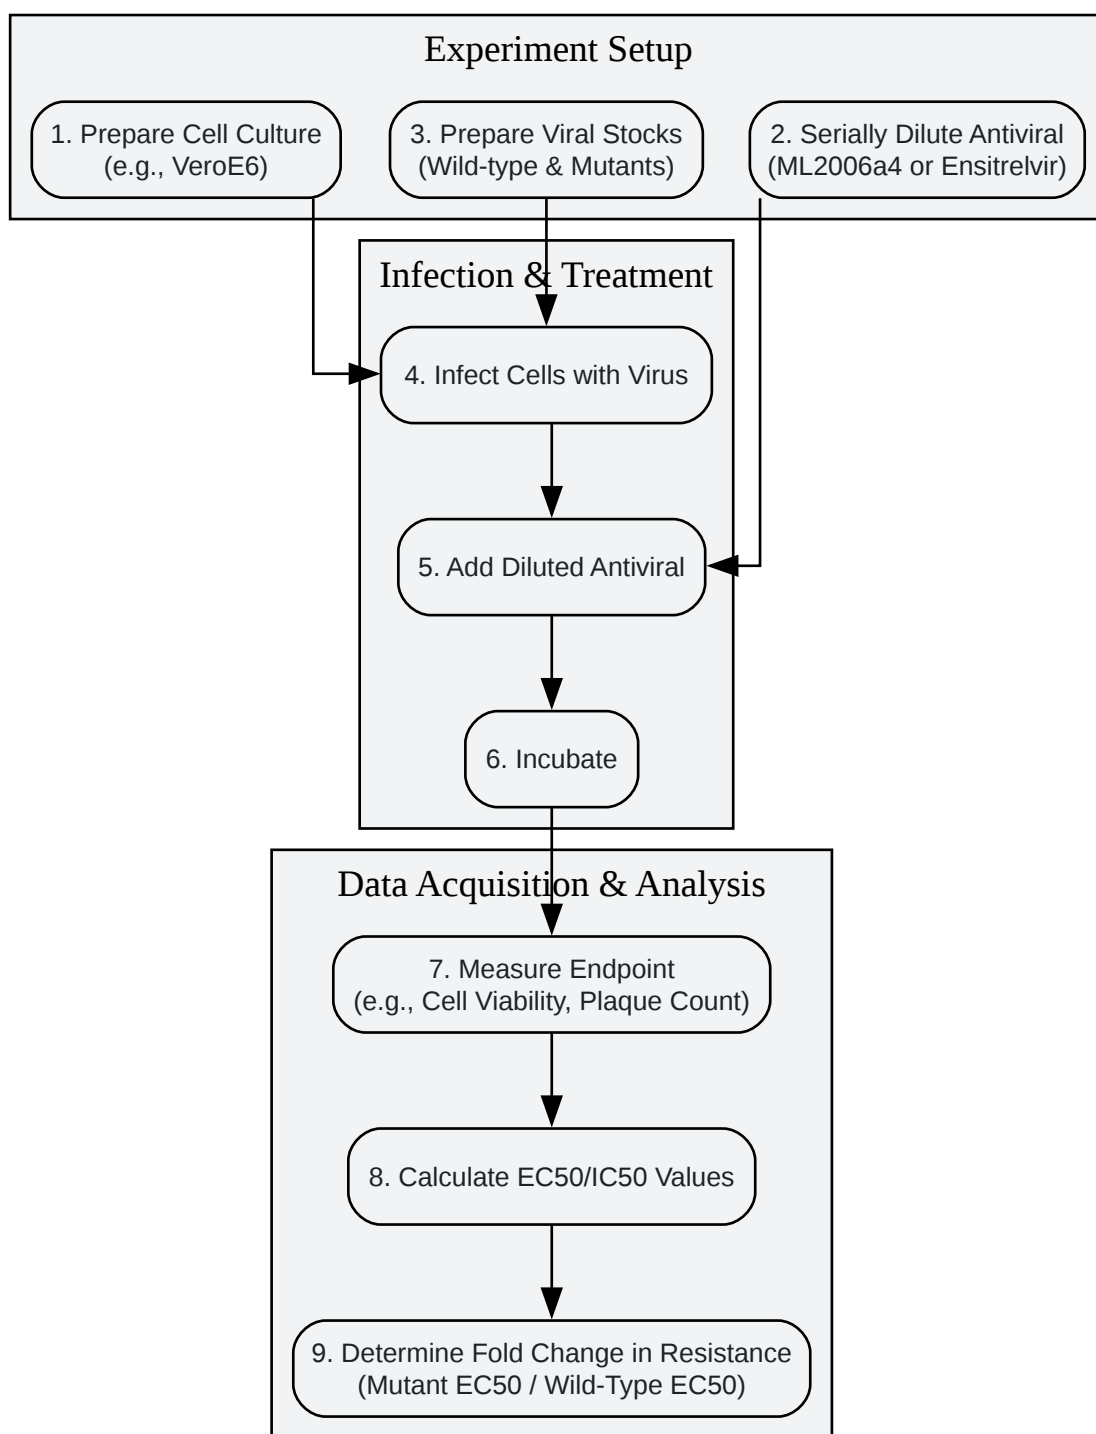 Experiment Setup
1. Prepare Cell Culture
(e.g., VeroE6)
3. Prepare Viral Stocks
(Wild-type & Mutants)
2. Serially Dilute Antiviral
(ML2006a4 or Ensitrelvir)
Infection & Treatment
4. Infect Cells with Virus
5. Add Diluted Antiviral
6. Incubate
Data Acquisition & Analysis
7. Measure Endpoint
(e.g., Cell Viability, Plaque Count)
8. Calculate EC50/IC50 Values
9. Determine Fold Change in Resistance
(Mutant EC50 / Wild-Type EC50)